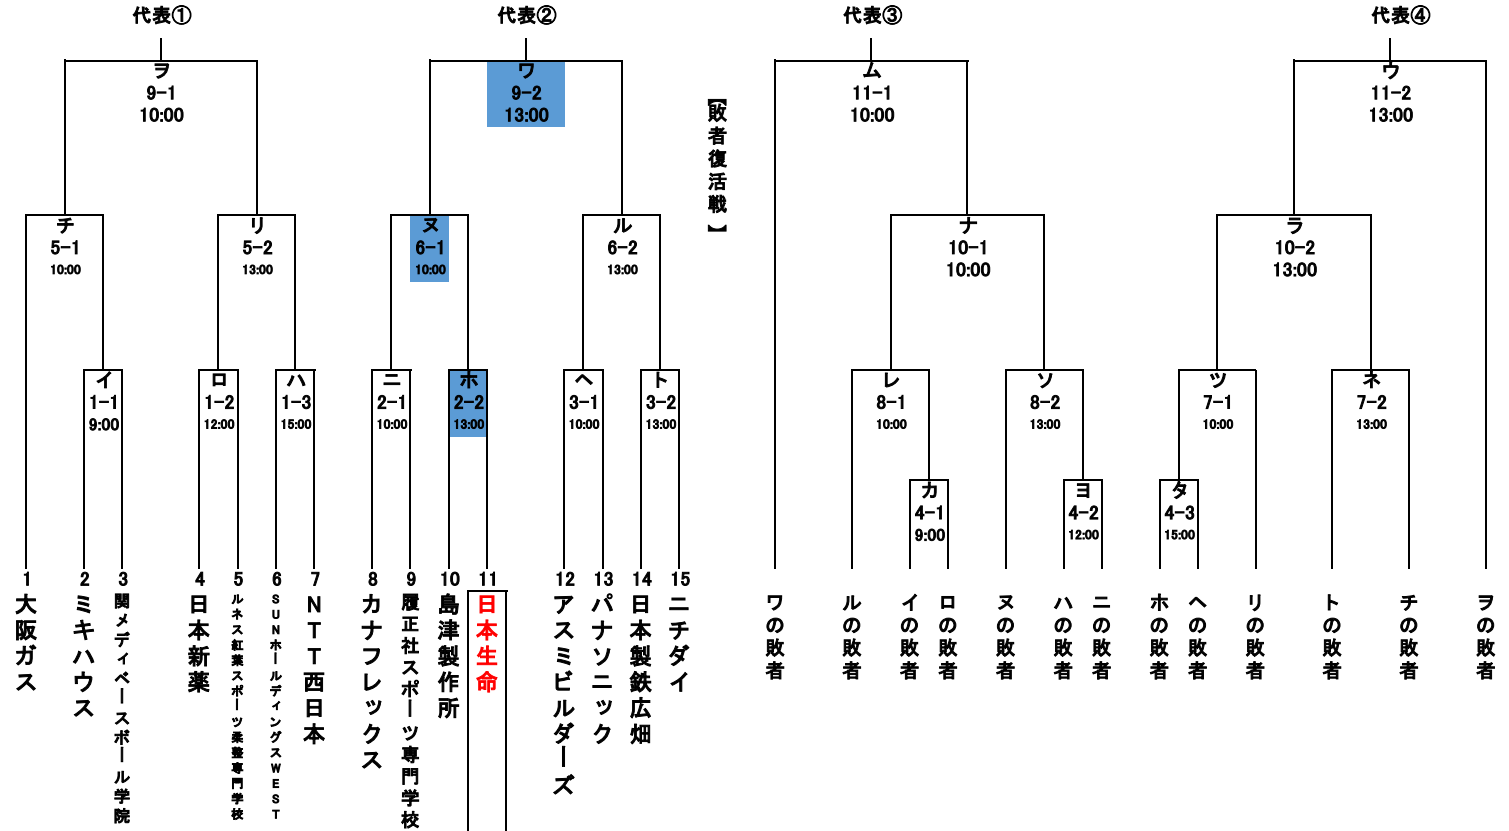 代表①
代表②
代表③
代表④
ヲ
9-1
10:00
ワ
9-2
13:00
ム
11-1
10:00
ウ
11-2
13:00
【敗者復活戦】
チ
5-1
10:00
リ
5-2
13:00
ヌ
6-1
10:00
ル
6-2
13:00
ナ
10-1
10:00
ラ
10-2
13:00
イ
1-1
9:00
ロ
1-2
12:00
ハ
1-3
15:00
ニ
2-1
10:00
ホ
2-2
13:00
ヘ
3-1
10:00
ト
3-2
13:00
レ
8-1
10:00
ソ
8-2
13:00
ツ
7-1
10:00
ネ
7-2
13:00
カ
4-1
9:00
ヨ
4-2
12:00
タ
4-3
15:00
1
大阪ガス
2
ミキハウス
3
関メディベースボール学院
4
日本新薬
5
ルネス紅葉スポーツ柔整専門学校
6
SUNホールディングスWEST
7
NTT西日本
8
カナフレックス
9
履正社スポーツ専門学校
10
島津製作所
11
日本生命
12
アスミビルダーズ
13
パナソニック
14
日本製鉄広畑
15
ニチダイ
ワの敗者
ルの敗者
イの敗者
ロの敗者
ヌの敗者
ハの敗者
ニの敗者
ホの敗者
ヘの敗者
リの敗者
トの敗者
チの敗者
ヲの敗者